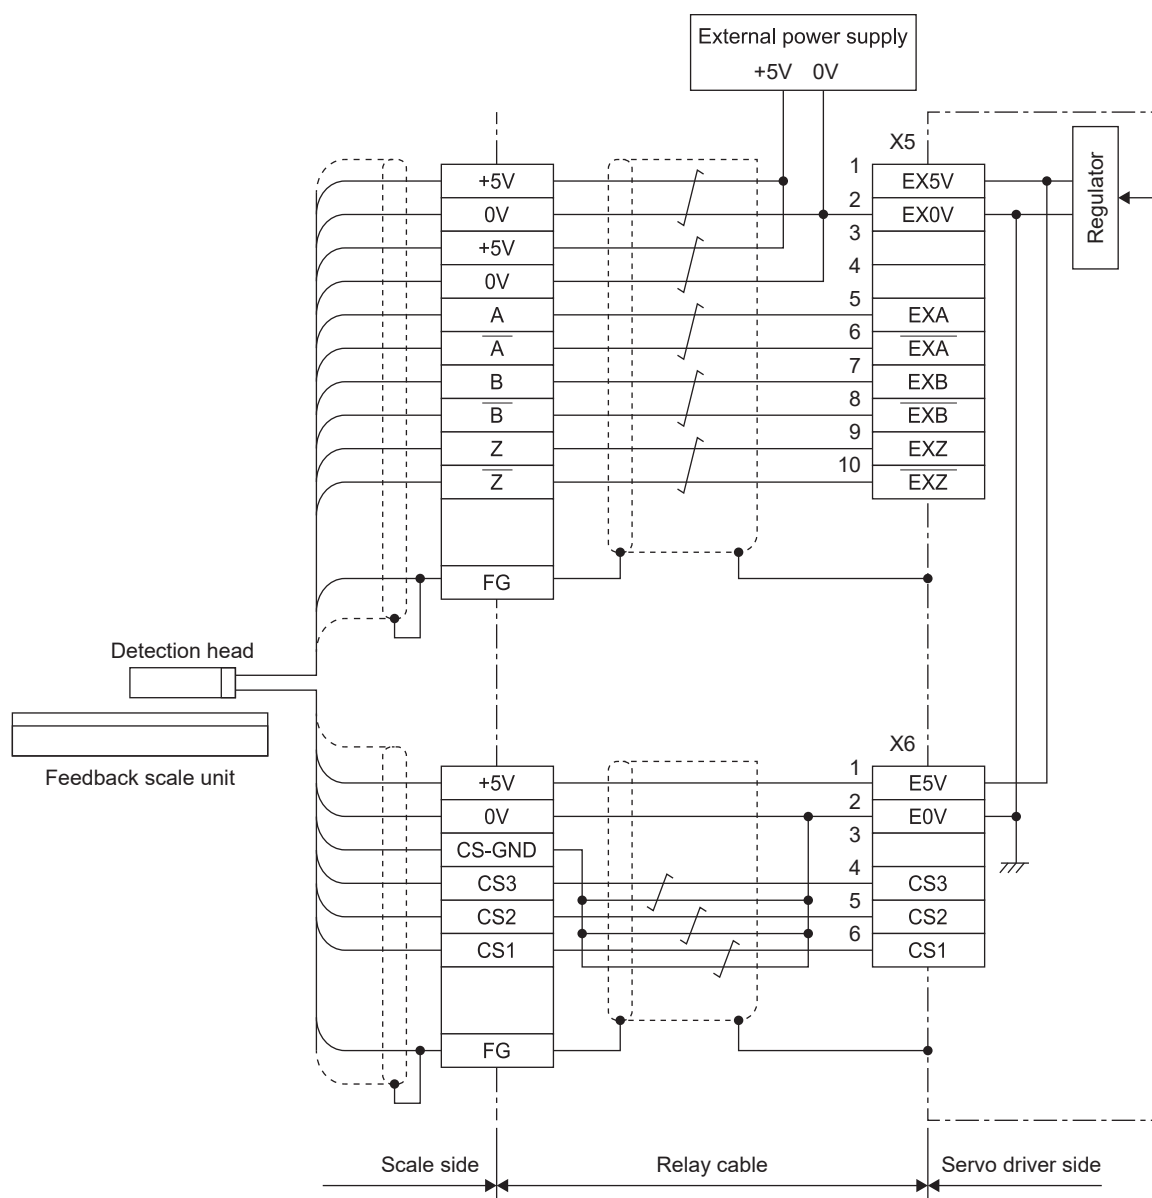 External power supply
+5V 0V
X5
+5V
0V
+5V
0V
A
A̅
B
B̅
Z
Z̅
FG
1
2
3
4
5
6
7
8
9
10
EX5V
EX0V
EXA
E̅X̅A̅
EXB
E̅X̅B̅
EXZ
E̅X̅Z̅
Regulator
Detection head
Feedback scale unit
X6
+5V
0V
CS-GND
CS3
CS2
CS1
FG
1
2
3
4
5
6
E5V
E0V
CS3
CS2
CS1
Scale side
Relay cable
Servo driver side